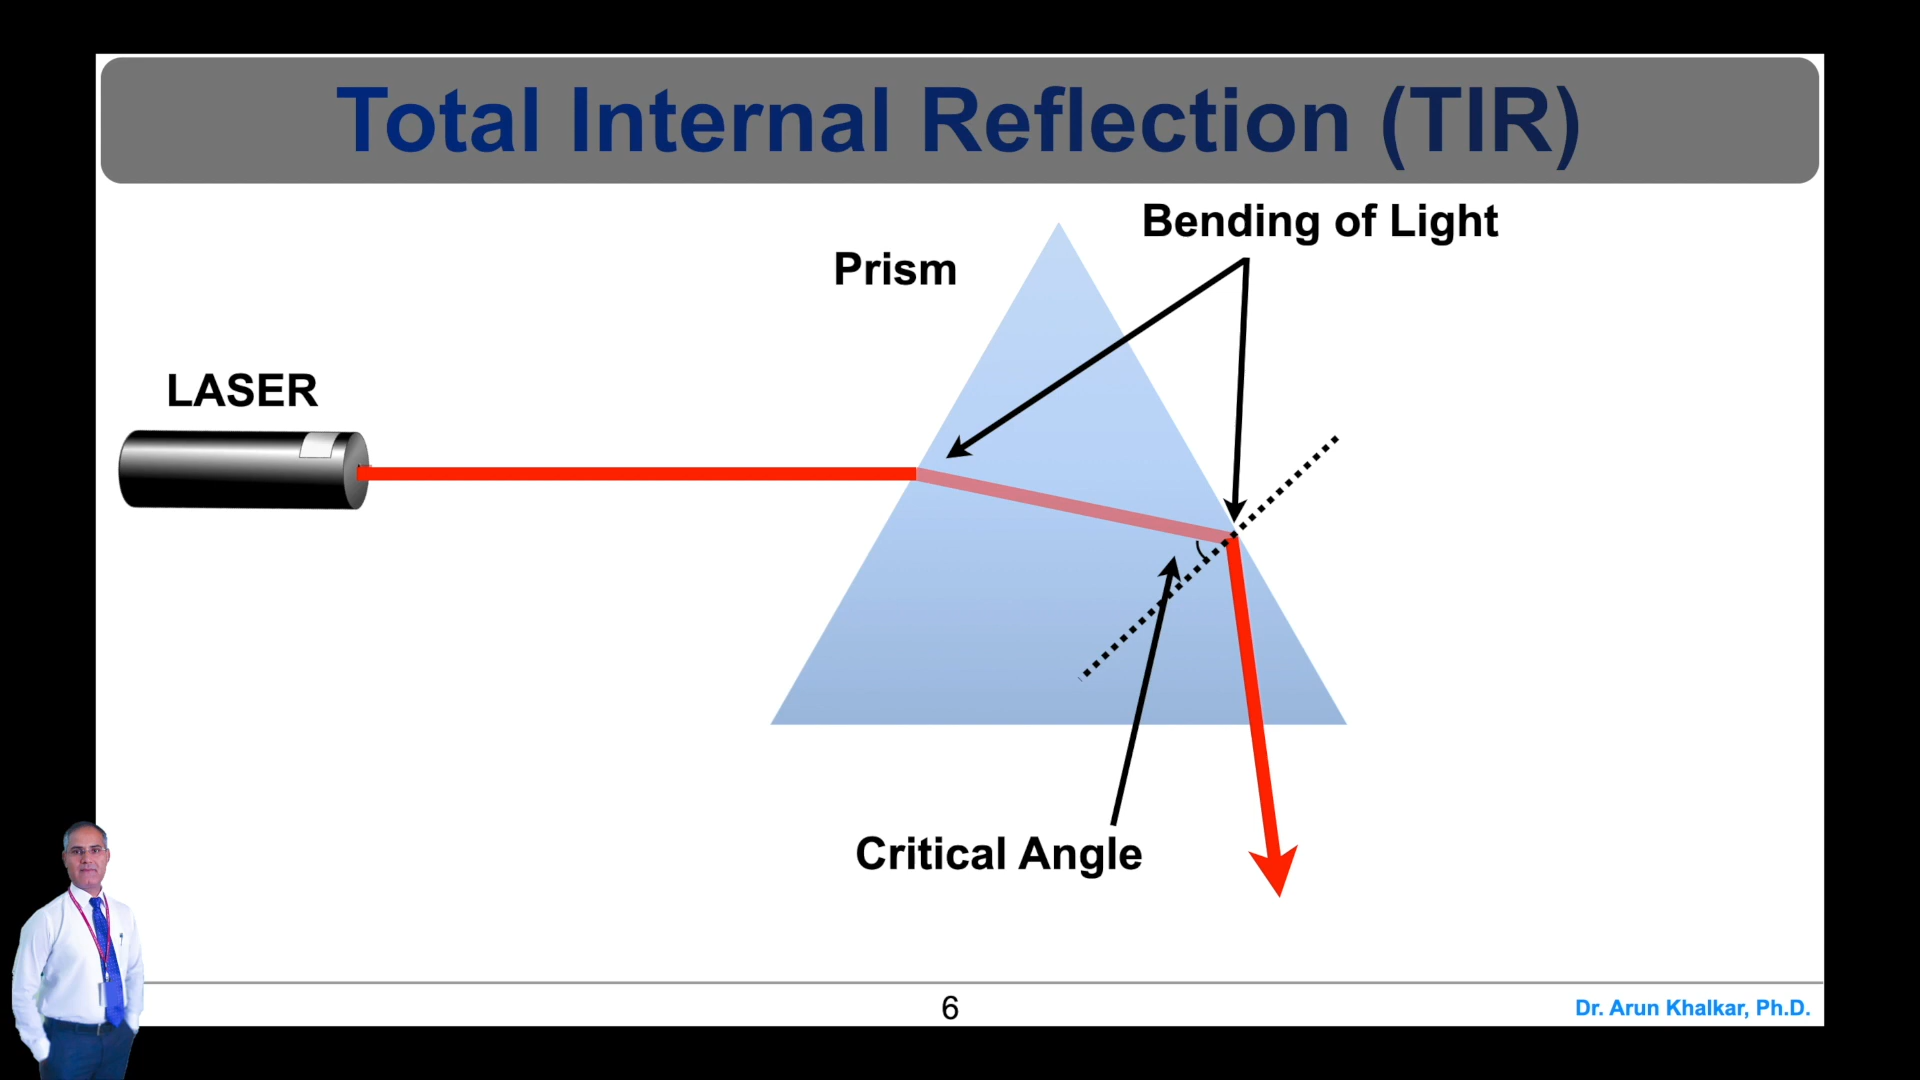 Total Internal Reflection (TIR)
Bending of Light
Prism
LASER
Critical Angle
6
Dr. Arun Khalkar, Ph.D.